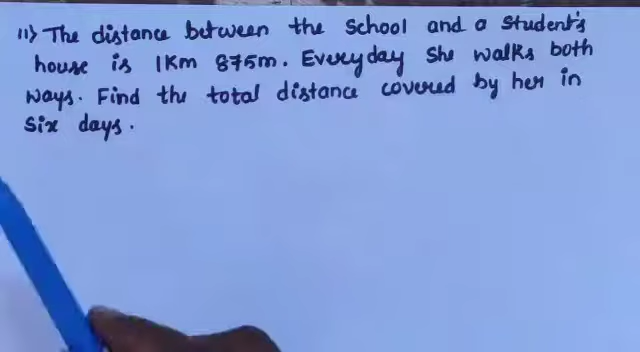 11) The distance between the school and a student's
house is 1Km 875m. Everyday she walks both
ways. Find the total distance covered by her in
Six days.